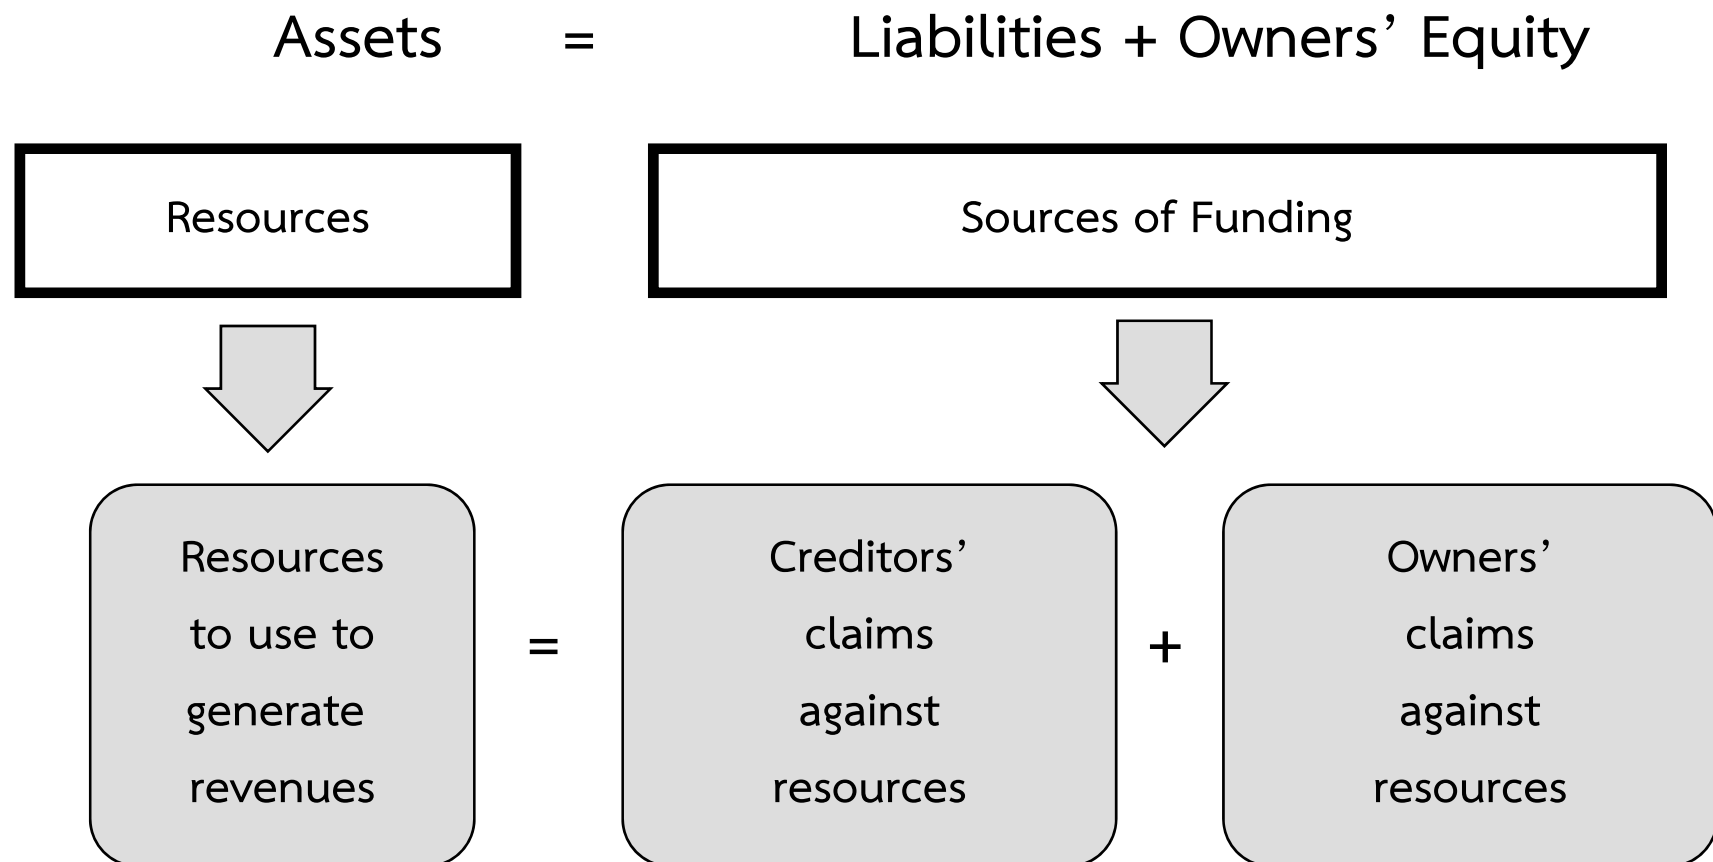 Assets = Liabilities + Owners’ Equity
Resources
Sources of Funding
Resources
to use to
generate
revenues
=
Creditors’
claims
against
resources
+
Owners’
claims
against
resources